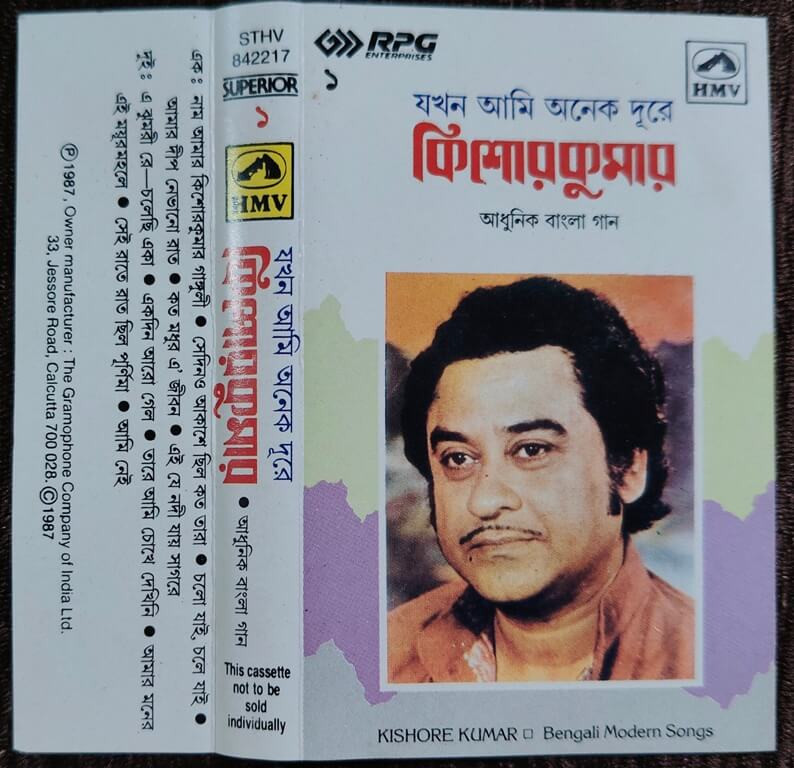 এক: নাম আমার কিশোরকুমার গাঙ্গুলী ● সেদিনও আকাশে ছিল কত তারা ● চলো যাই চলে যাই ●
আমার দীপ নেভানো রাত ● কত মধুর এ' জীবন ● এই যে নদী যায় সাগরে
দুই: এ কুমরী রে—চলেছি একা ● একদিন আরো গেল ● তারে আমি চোখে দেখিনি ● আমার মনের
এই ময়ূরমহলে ● সেই রাতে রাত ছিল পূর্ণিমা ● আমি নেই
Ⓟ1987, Owner manufacturer : The Gramophone Company of India Ltd.
33, Jessore Road, Calcutta 700 028. ©1987
STHV
842217
SUPERIOR
১
HMV
যখন আমি অনেক দূরে
কিশোরকুমার
● আধুনিক বাংলা গান
This cassette
not to be
sold
individually
RPG
ENTERPRISES
১
HMV
যখন আমি অনেক দূরে
কিশোরকুমার
আধুনিক বাংলা গান
KISHORE KUMAR □ Bengali Modern Songs